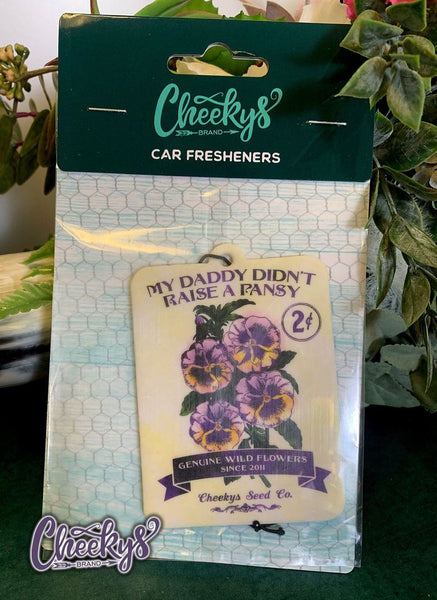 Cheekys
BRAND
CAR FRESHENERS
MY DADDY DIDN'T
RAISE A PANSY
2¢
GENUINE WILD FLOWERS
SINCE 2011
Cheekys Seed Co.
Cheekys
BRAND